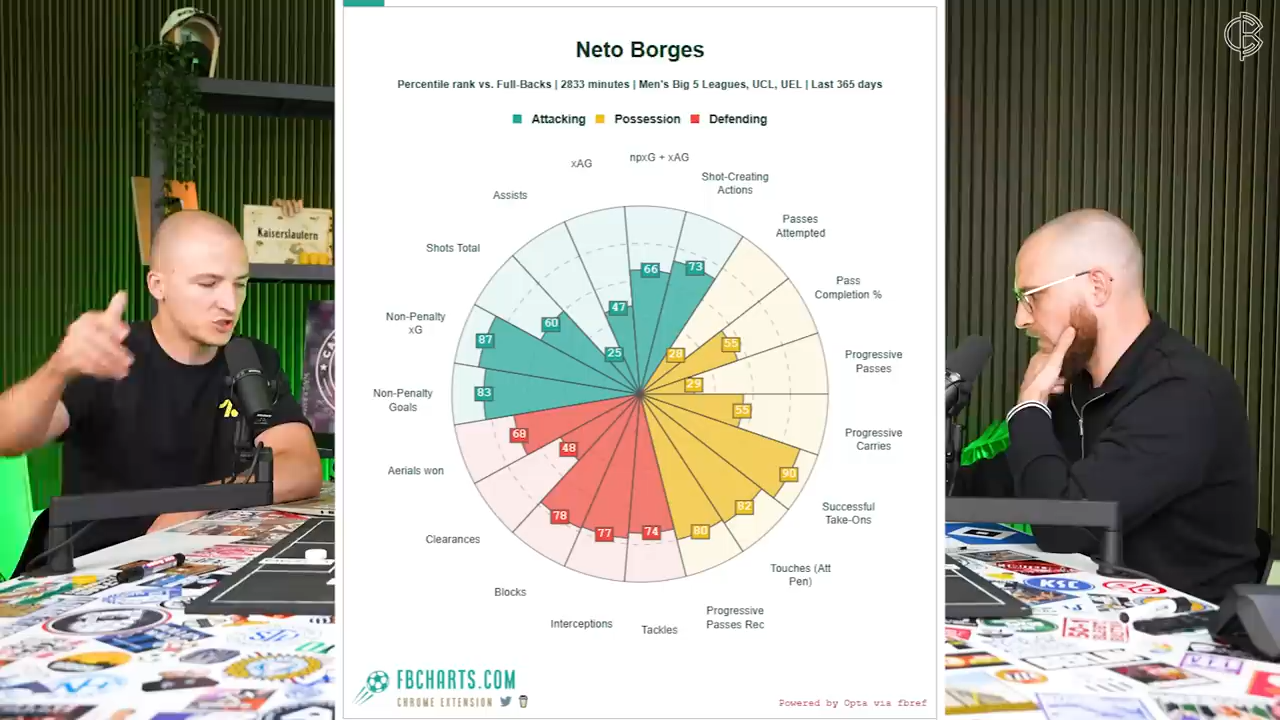 Neto Borges
Percentile rank vs. Full-Backs | 2833 minutes | Men's Big 5 Leagues, UCL, UEL | Last 365 days
Attacking Possession Defending
npxG + xAG
xAG
Shot-Creating
Actions
Assists
Passes
Attempted
Shots Total
Pass
Completion %
Non-Penalty
xG
Progressive
Passes
Non-Penalty
Goals
Progressive
Carries
Aerials won
Successful
Take-Ons
Clearances
Touches (Att
Pen)
Blocks
Progressive
Passes Rec
Interceptions
Tackles
66
73
47
60
25
87
83
28
55
29
55
90
82
80
74
77
78
48
68
FBCHARTS.COM
CHROME EXTENSION
Powered by Opta via fbref
Kaiserslautern
KSC